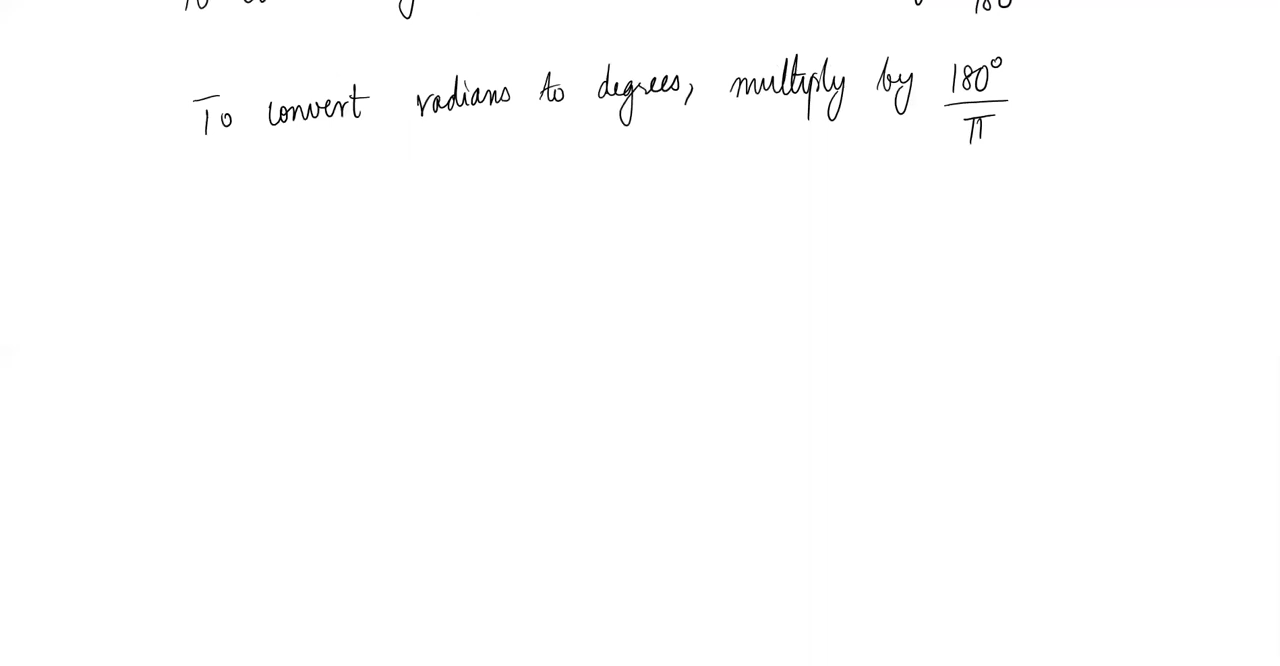 To convert radians to degrees, multiply by 180°/π